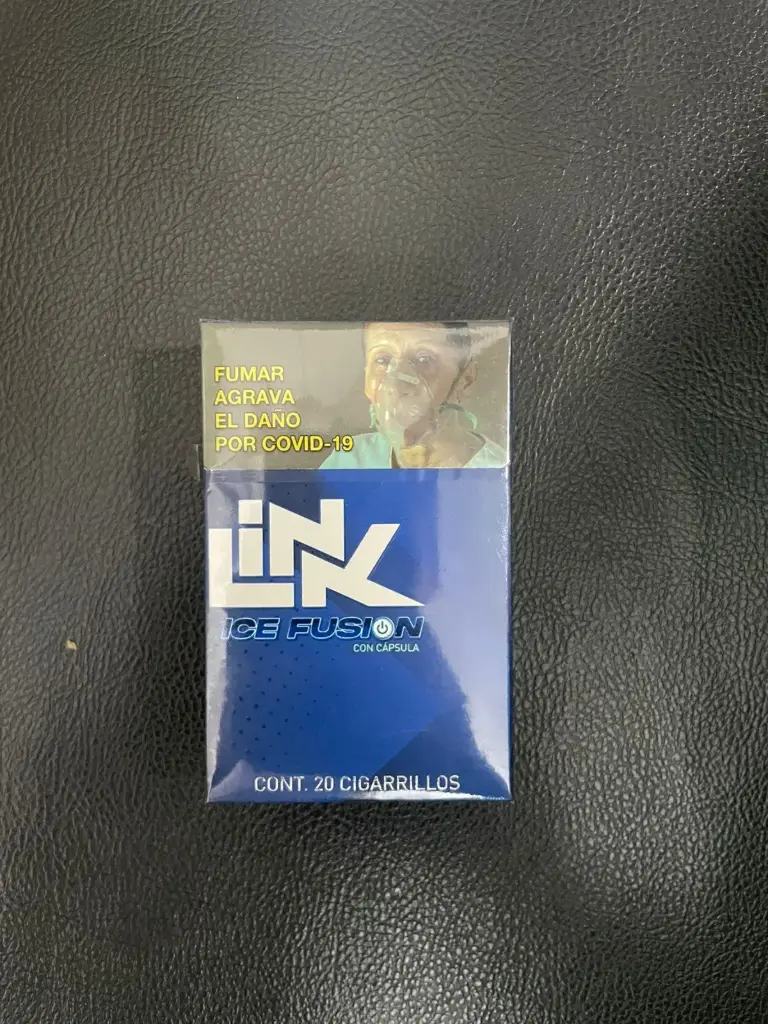 FUMAR
AGRAVA
EL DAÑO
POR COVID-19
LiNK
ICE FUSION
CON CÁPSULA
CONT. 20 CIGARRILLOS